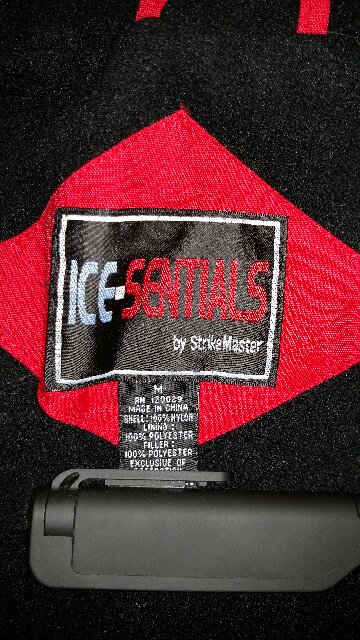 ICE-SENTIALS
by StrikeMaster
M
RN 120029
MADE IN CHINA
SHELL: 100% NYLON
LINING:
100% POLYESTER
FILLER:
100% POLYESTER
EXCLUSIVE OF